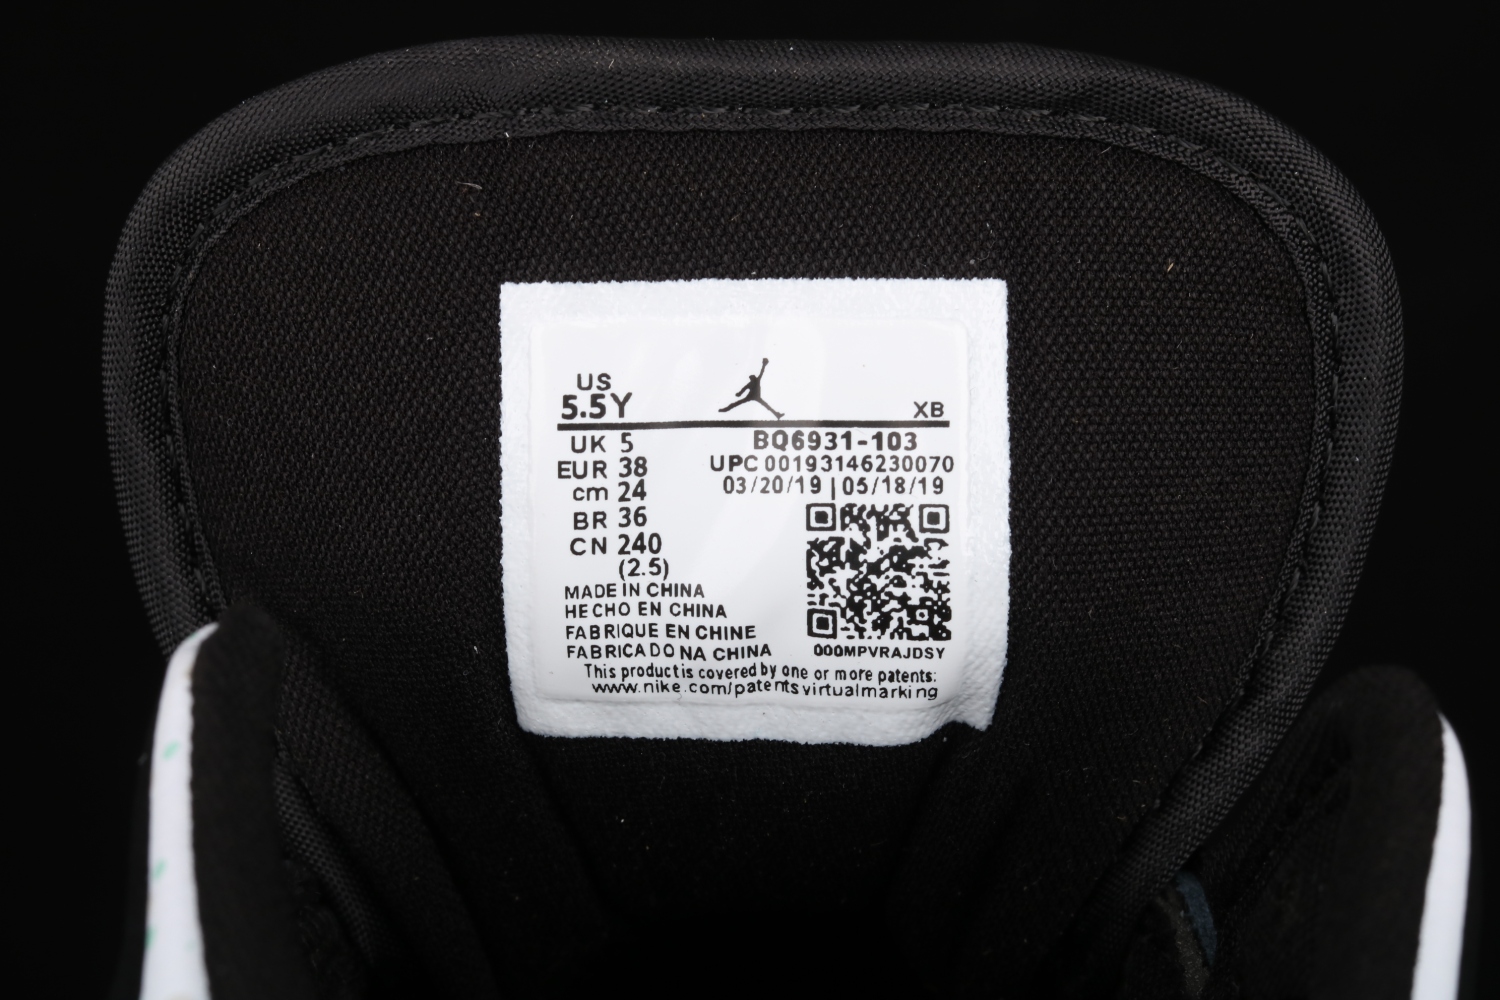 US
5.5Y XB
UK 5 BQ6931-103
EUR 38 UPC 00193146230070
cm 24 03/20/19 | 05/18/19
BR 36
CN 240
(2.5)
MADE IN CHINA
HECHO EN CHINA
FABRIQUE EN CHINE
FABRICADO NA CHINA 000MPVRAJDSY
This product is covered by one or more patents:
www.nike.com/patentsvirtualmarking